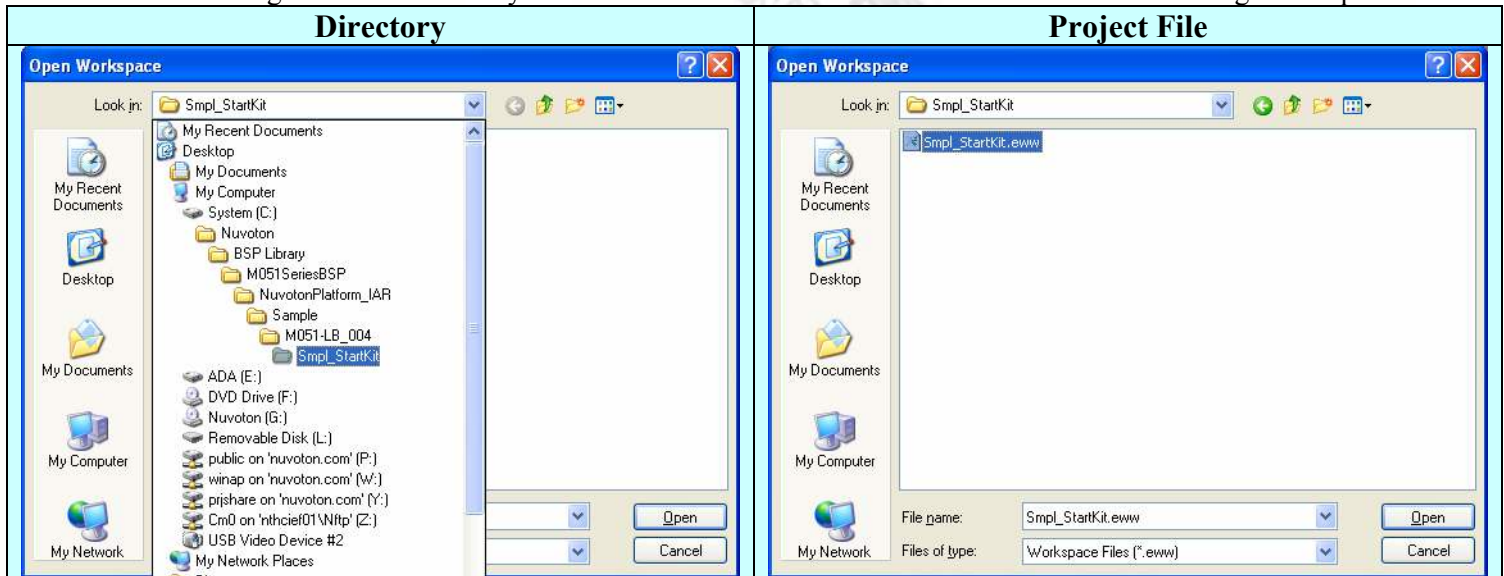 Directory
Project File
Open Workspace
Look in:
Smpl_StartKit
My Recent Documents
Desktop
My Documents
My Computer
System (C:)
Nuvoton
BSP Library
M051SeriesBSP
NuvotonPlatform_IAR
Sample
M051-LB_004
Smpl_StartKit
ADA (E:)
DVD Drive (F:)
Nuvoton (G:)
Removable Disk (L:)
public on 'nuvoton.com' (P:)
winap on 'nuvoton.com' (W:)
prjshare on 'nuvoton.com' (Y:)
Cm0 on 'nthcief01\Nftp' (Z:)
USB Video Device #2
My Network Places
My Recent
Documents
Desktop
My Documents
My Computer
My Network
Open
Cancel
Open Workspace
Look in:
Smpl_StartKit
Smpl_StartKit.eww
My Recent
Documents
Desktop
My Documents
My Computer
My Network
File name:
Smpl_StartKit.eww
Open
Files of type:
Workspace Files (*.eww)
Cancel